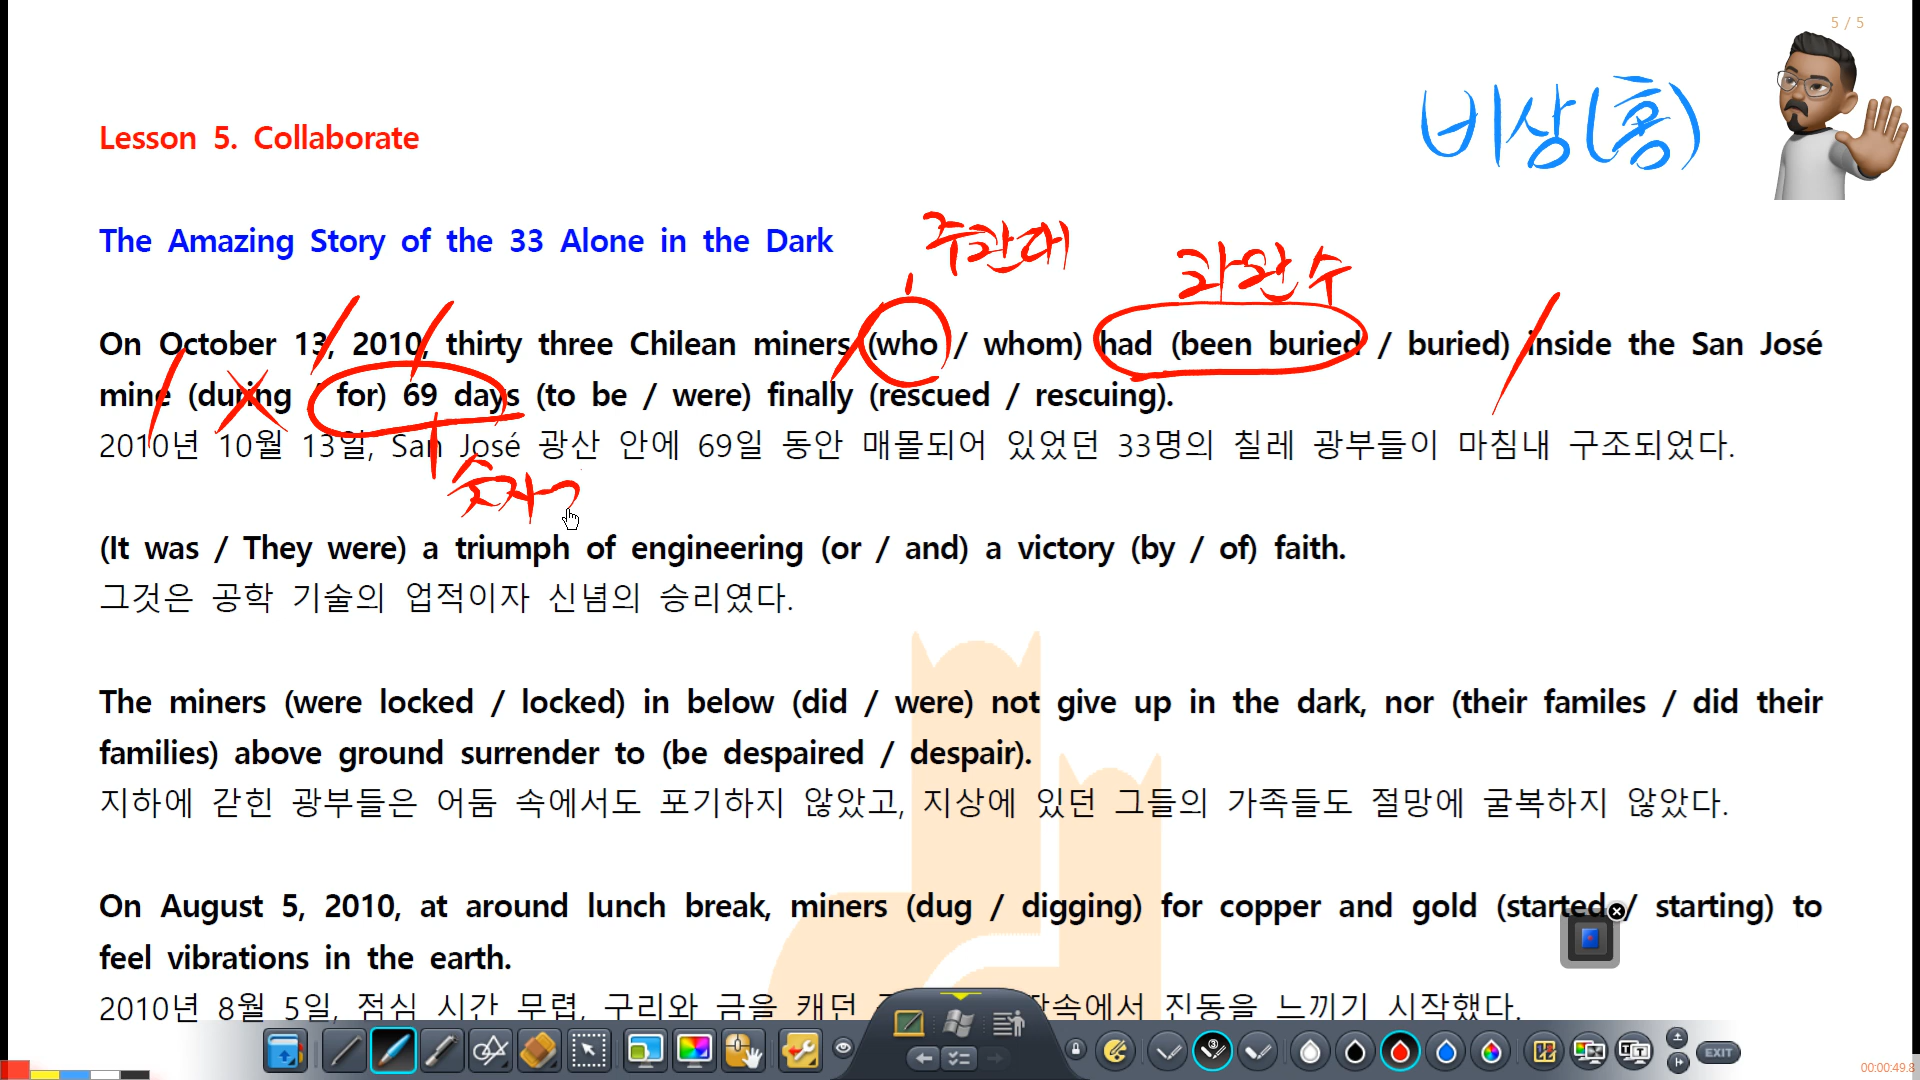 5 / 5
비상(홍)
Lesson 5. Collaborate
The Amazing Story of the 33 Alone in the Dark
주관대
과완수
On October 13, 2010, thirty three Chilean miners (who / whom) had (been buried / buried) inside the San José
mine (during / for) 69 days (to be / were) finally (rescued / rescuing).
2010년 10월 13일, San José 광산 안에 69일 동안 매몰되어 있었던 33명의 칠레 광부들이 마침내 구조되었다.
숫자
(It was / They were) a triumph of engineering (or / and) a victory (by / of) faith.
그것은 공학 기술의 업적이자 신념의 승리였다.
The miners (were locked / locked) in below (did / were) not give up in the dark, nor (their familes / did their
families) above ground surrender to (be despaired / despair).
지하에 갇힌 광부들은 어둠 속에서도 포기하지 않았고, 지상에 있던 그들의 가족들도 절망에 굴복하지 않았다.
On August 5, 2010, at around lunch break, miners (dug / digging) for copper and gold (started / starting) to
feel vibrations in the earth.
2010년 8월 5일, 점심 시간 무렵, 구리와 금을 캐던 땅속에서 진동을 느끼기 시작했다.
EXIT
00:00:49.8